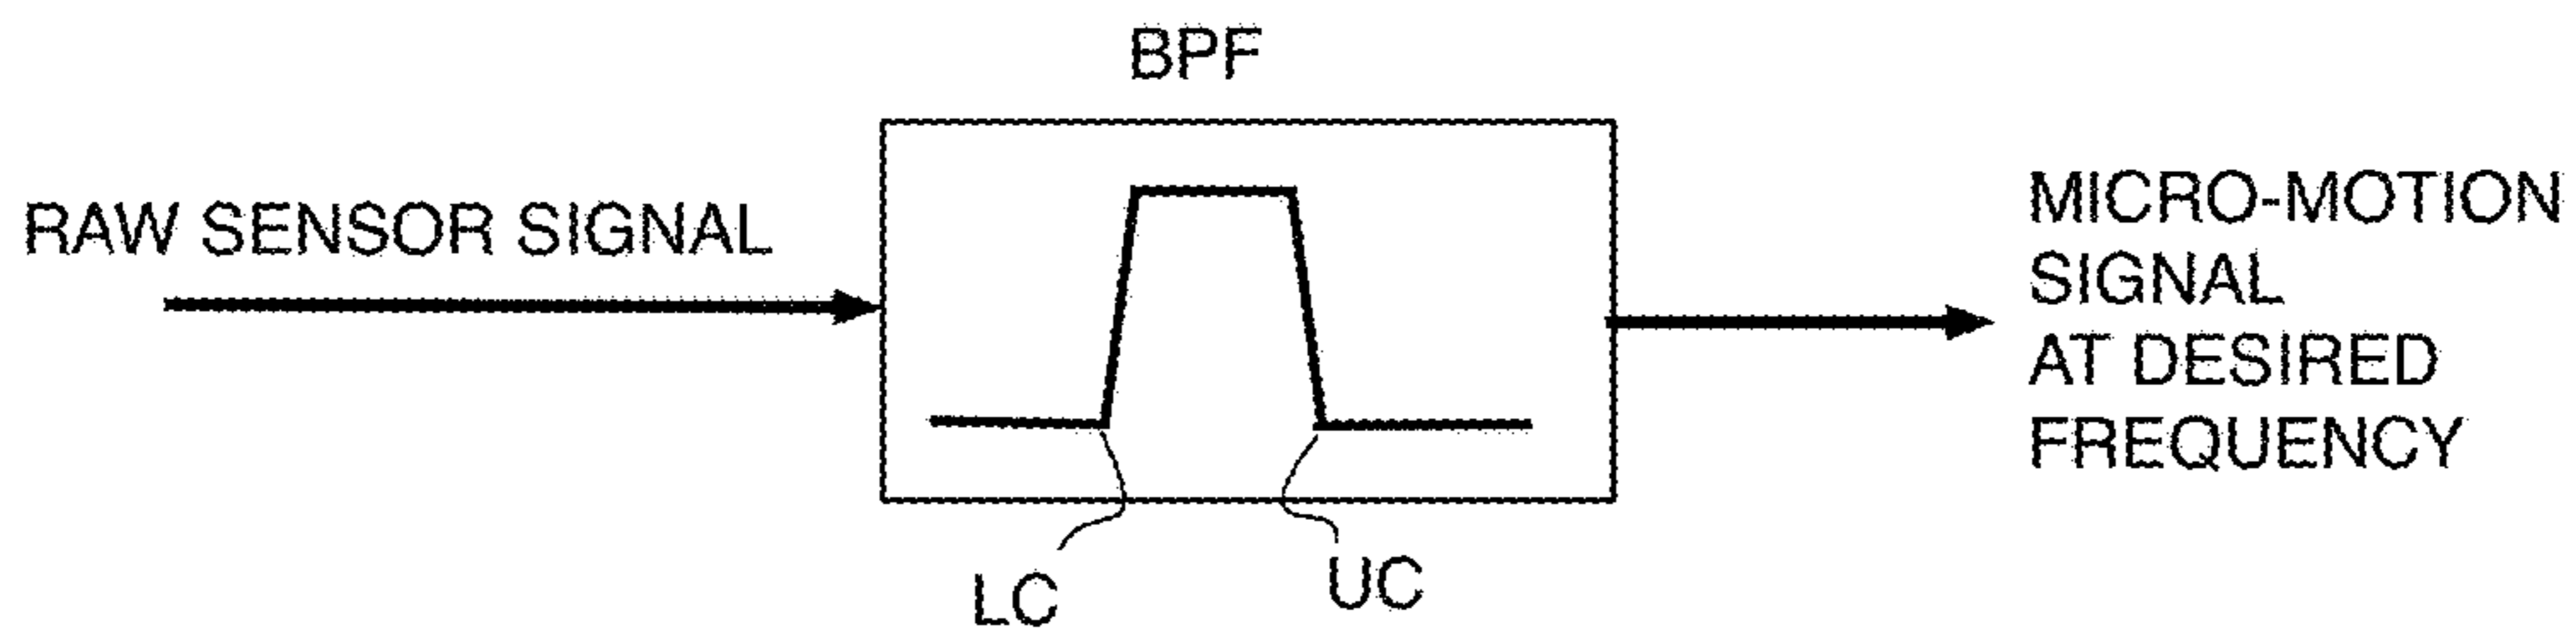 BPF
RAW SENSOR SIGNAL
MICRO-MOTION
SIGNAL
AT DESIRED
FREQUENCY
LC
UC